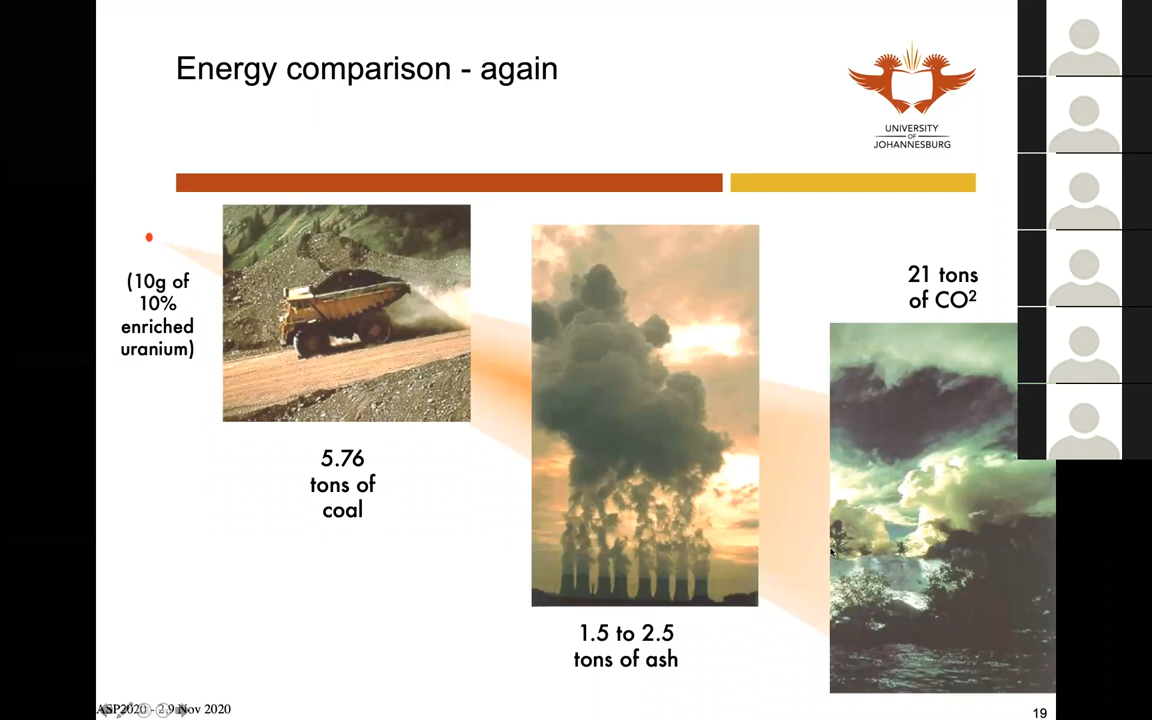 Energy comparison - again
UNIVERSITY
OF
JOHANNESBURG
(10g of
10%
enriched
uranium)
5.76
tons of
coal
1.5 to 2.5
tons of ash
21 tons
of CO²
ASP2020 - 2.9 Nov 2020
19